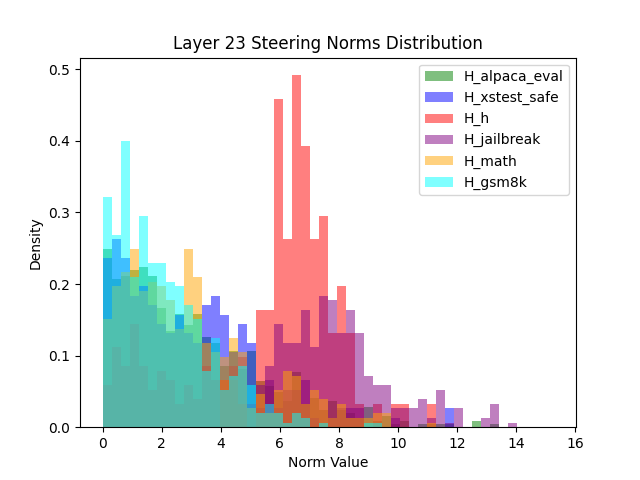 Layer 23 Steering Norms Distribution
H_alpaca_eval
H_xstest_safe
H_h
H_jailbreak
H_math
H_gsm8k
Density
0.5
0.4
0.3
0.2
0.1
0.0
0 2 4 6 8 10 12 14 16
Norm Value